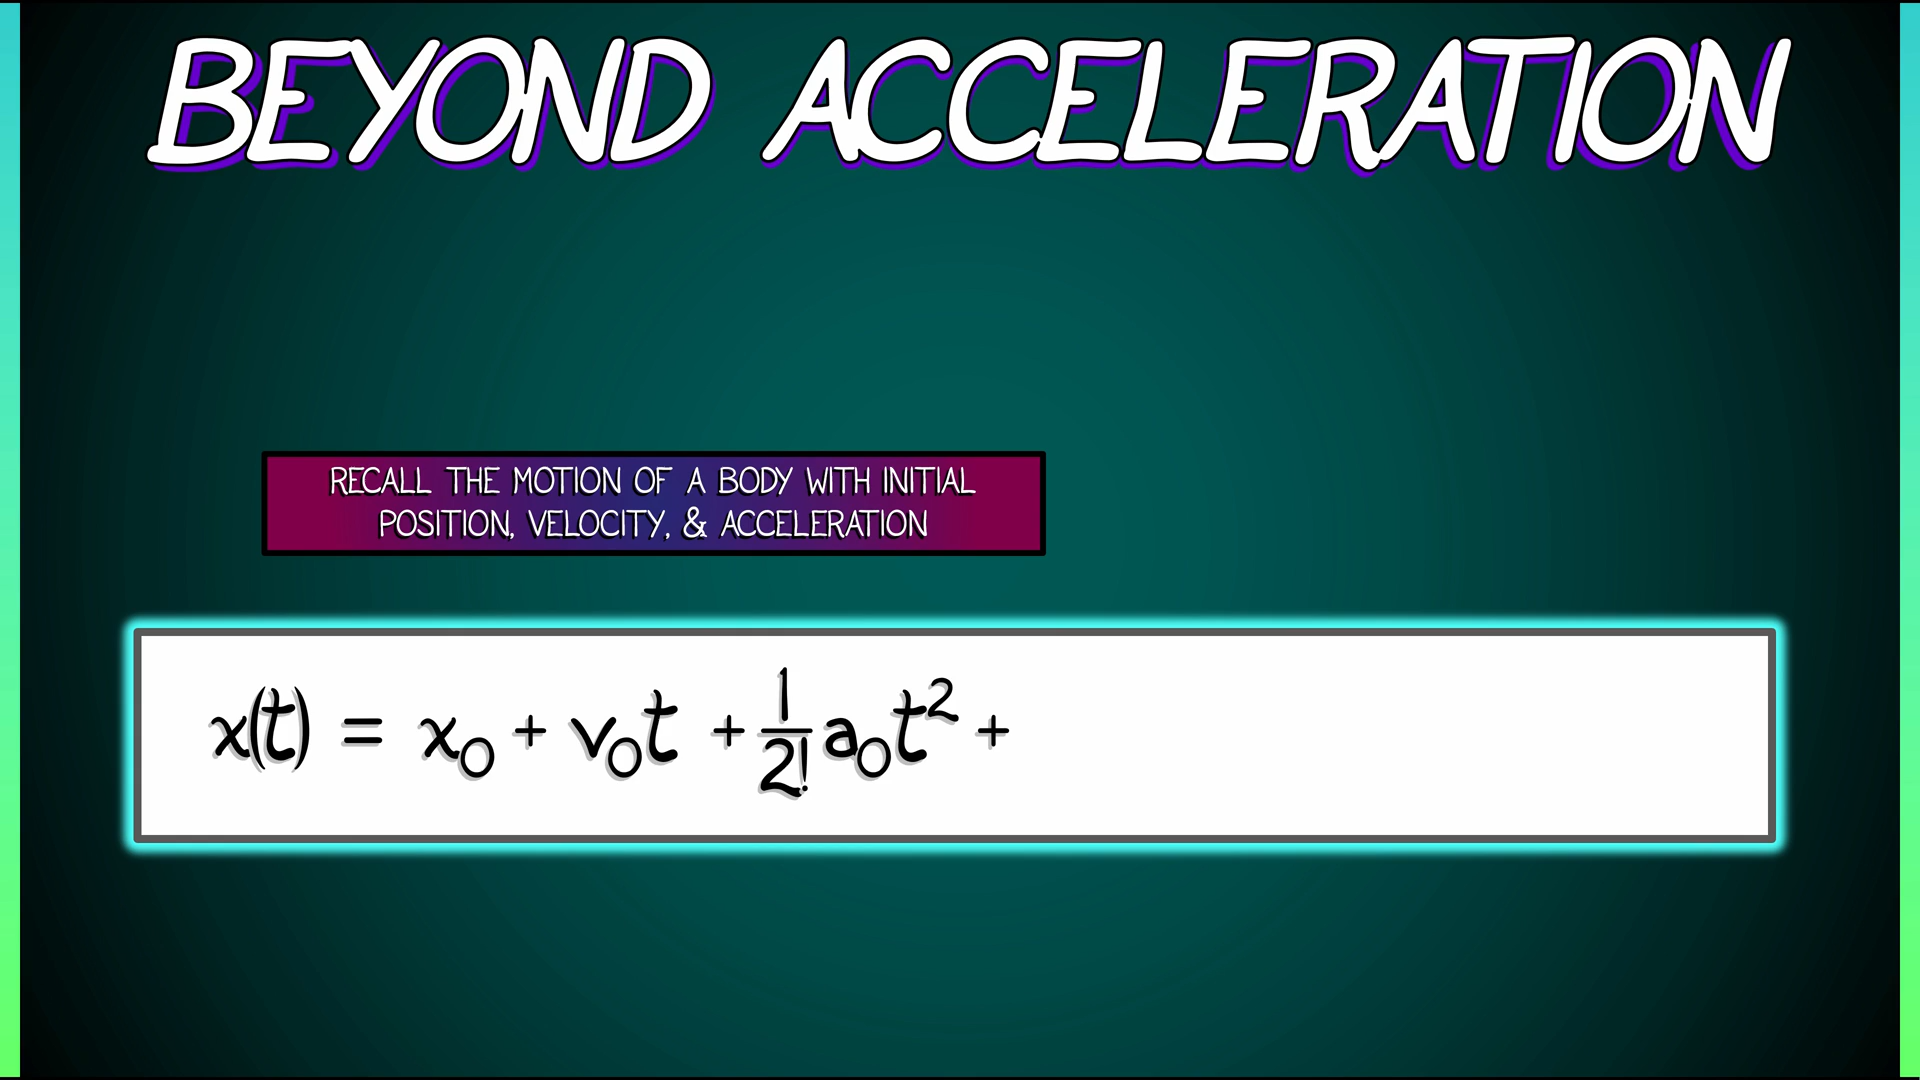 BEYOND ACCELERATION
RECALL THE MOTION OF A BODY WITH INITIAL
POSITION, VELOCITY, & ACCELERATION
x(t) = x₀ + v₀t + 1/2! a₀t² +